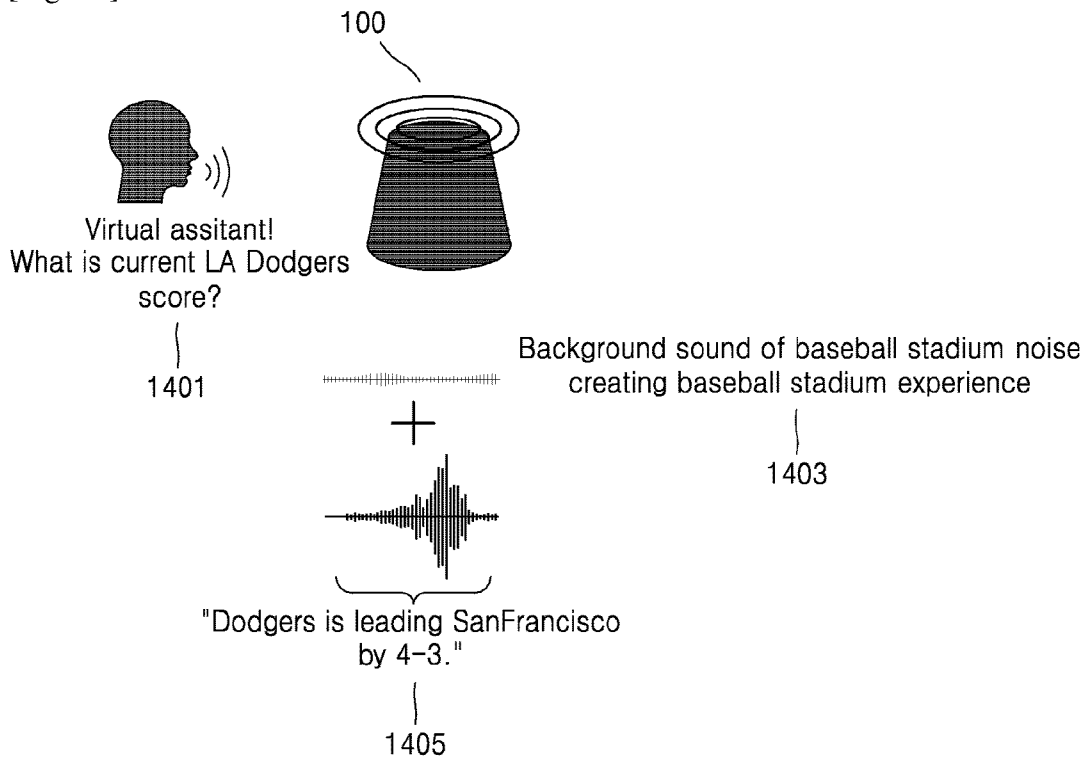 100
Virtual assitant!
What is current LA Dodgers
score?
1401
Background sound of baseball stadium noise
creating baseball stadium experience
1403
"Dodgers is leading SanFrancisco
by 4-3."
1405